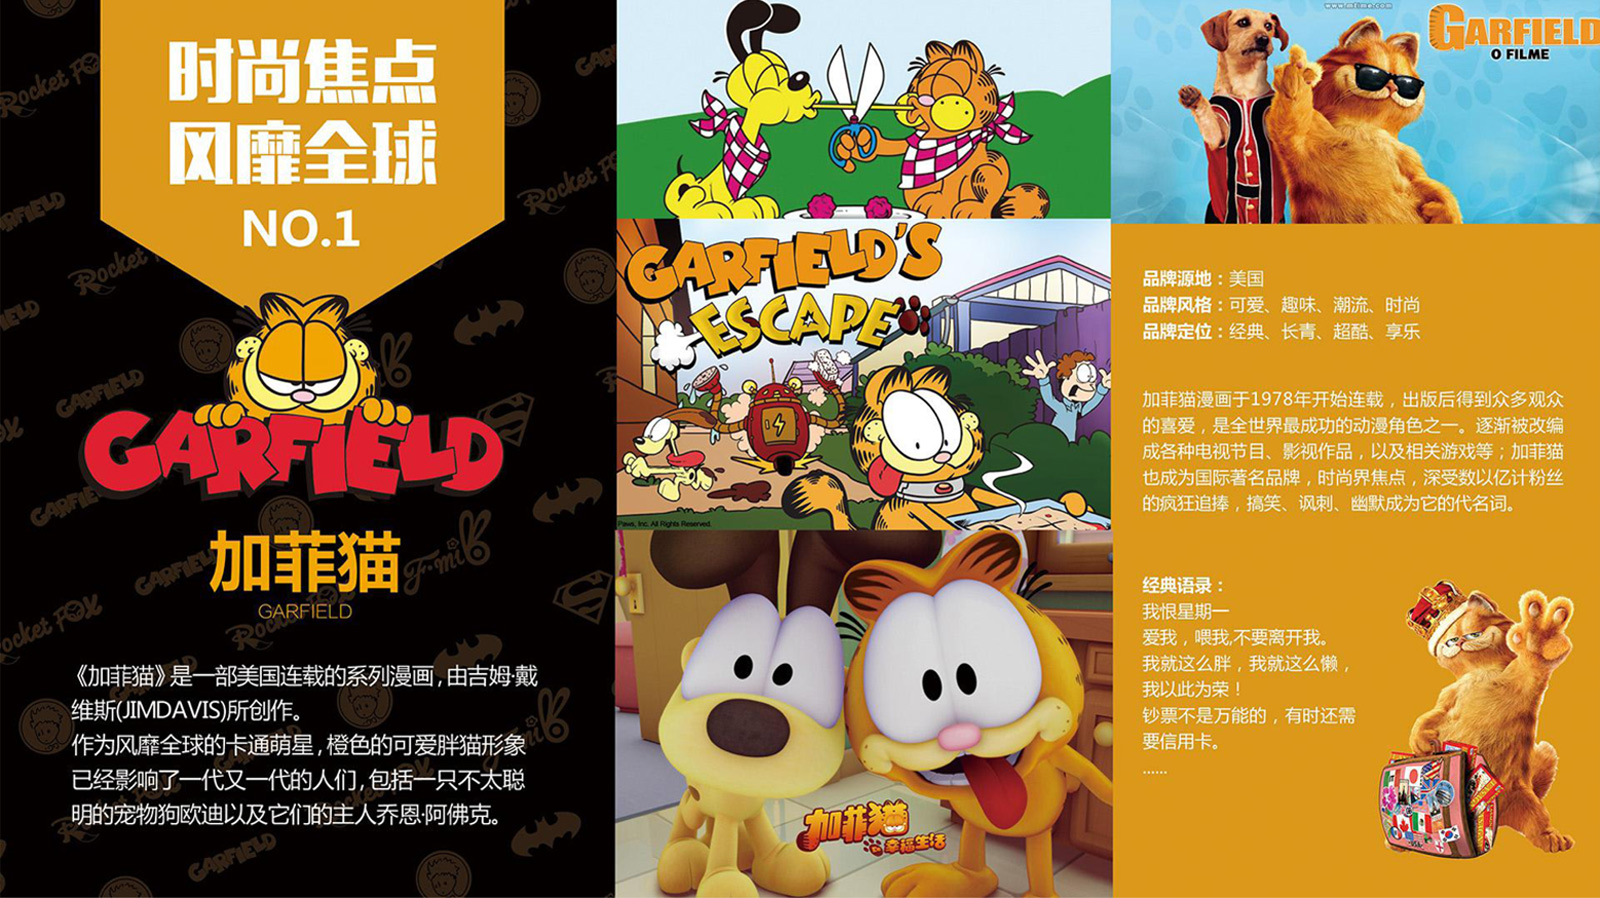 时尚焦点
风靡全球
NO.1
GARFIELD
加菲猫
GARFIELD
《加菲猫》是一部美国连载的系列漫画,由吉姆·戴
维斯(JIMDAVIS)所创作。
作为风靡全球的卡通萌星,橙色的可爱胖猫形象
已经影响了一代又一代的人们,包括一只不太聪
明的宠物狗欧迪以及它们的主人乔恩·阿佛克。
GARFIELD'S
ESCAPE
Paws, Inc. All Rights Reserved.
加菲猫
幸福生活
www.mtime.com
GARFIELD
O FILME
品牌源地：美国
品牌风格：可爱、趣味、潮流、时尚
品牌定位：经典、长青、超酷、享乐
加菲猫漫画于1978年开始连载，出版后得到众多观众
的喜爱，是全世界最成功的动漫角色之一。逐渐被改编
成各种电视节目、影视作品，以及相关游戏等；加菲猫
也成为国际著名品牌，时尚界焦点，深受数以亿计粉丝
的疯狂追捧，搞笑、讽刺、幽默成为它的代名词。
经典语录：
我恨星期一
爱我，喂我,不要离开我。
我就这么胖，我就这么懒，
我以此为荣！
钞票不是万能的，有时还需
要信用卡。
......
Rocket Fox
GARFIELD
F·mi